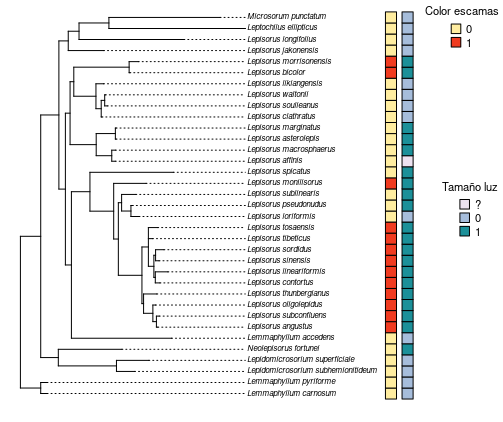 Color escamas
0
1
Microsorum punctatum
Leptochilus ellipticus
Lepisorus longifolius
Lepisorus jakonensis
Lepisorus morrisonensis
Lepisorus bicolor
Lepisorus likiangensis
Lepisorus waltonii
Lepisorus soulieanus
Lepisorus clathratus
Lepisorus marginatus
Lepisorus asterolepis
Lepisorus macrosphaerus
Lepisorus affinis
Lepisorus spicatus
Lepisorus monilisorus
Lepisorus sublinearis
Lepisorus pseudonudus
Lepisorus loriformis
Lepisorus tosaensis
Lepisorus tibeticus
Lepisorus sordidus
Lepisorus sinensis
Lepisorus lineariformis
Lepisorus contortus
Lepisorus thunbergianus
Lepisorus oligolepidus
Lepisorus subconfluens
Lepisorus angustus
Lemmaphyllum accedens
Neolepisorus fortunei
Lepidomicrosorium superficiale
Lepidomicrosorium subhemionitideum
Lemmaphyllum pyriforme
Lemmaphyllum carnosum
Tamaño luz
?
0
1